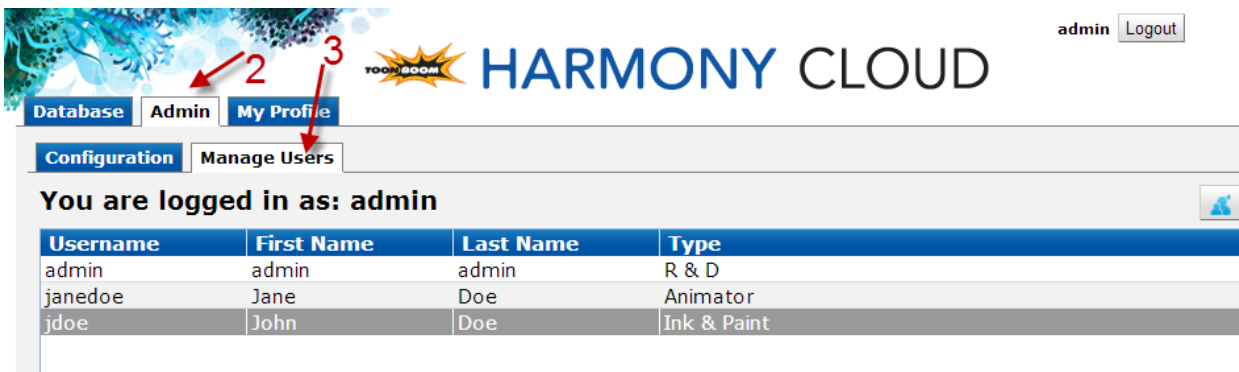 admin Logout
2 3 TOON BOOM HARMONY CLOUD
Database Admin My Profile
Configuration Manage Users
You are logged in as: admin
Username First Name Last Name Type
admin admin admin R & D
janedoe Jane Doe Animator
jdoe John Doe Ink & Paint